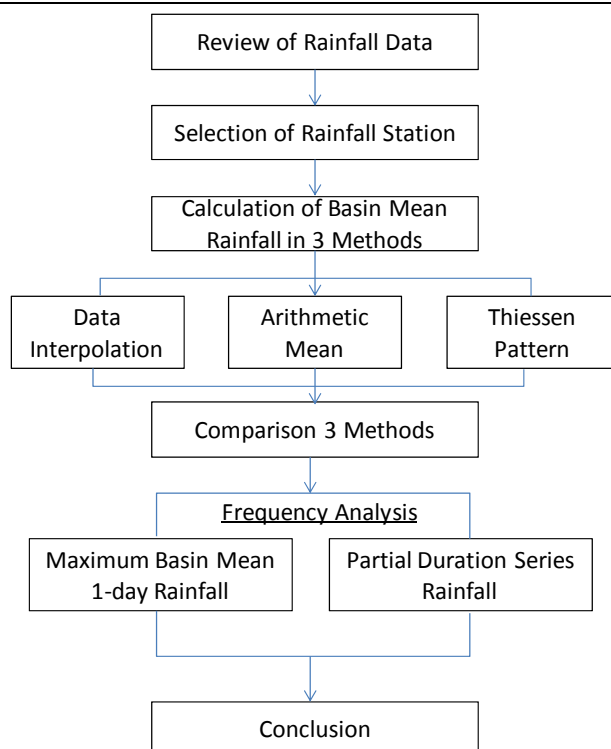 Review of Rainfall Data
Selection of Rainfall Station
Calculation of Basin Mean
Rainfall in 3 Methods
Data
Interpolation
Arithmetic
Mean
Thiessen
Pattern
Comparison 3 Methods
Frequency Analysis
Maximum Basin Mean
1-day Rainfall
Partial Duration Series
Rainfall
Conclusion